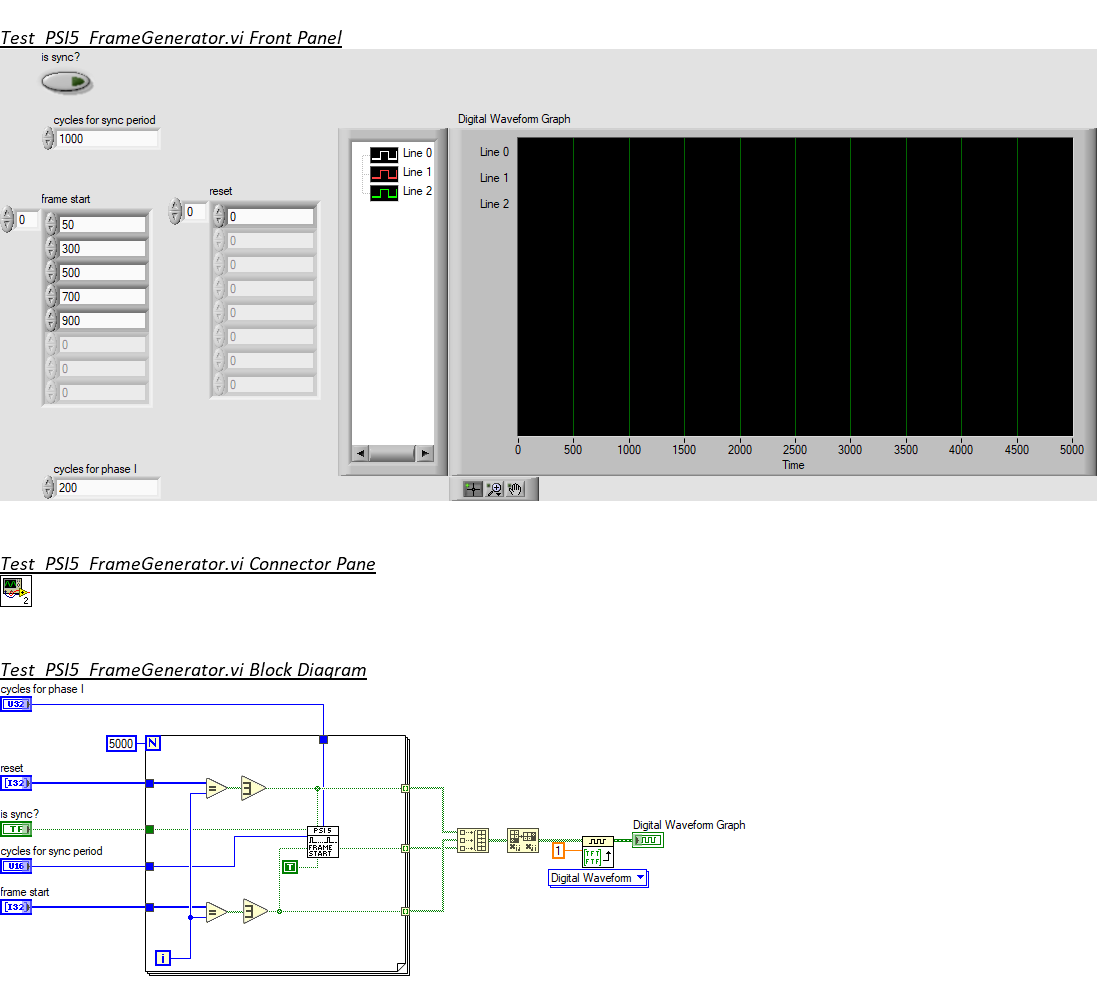 Test_PSI5_FrameGenerator.vi Front Panel
is sync?
cycles for sync period
1000
frame start
0
50
300
500
700
900
0
0
0
reset
0
0
0
0
0
0
0
0
0
cycles for phase I
200
Line 0
Line 1
Line 2
Digital Waveform Graph
Line 0
Line 1
Line 2
0 500 1000 1500 2000 2500 3000 3500 4000 4500 5000
Time
Test_PSI5_FrameGenerator.vi Connector Pane
2
Test_PSI5_FrameGenerator.vi Block Diagram
cycles for phase I
U32
5000
N
reset
[I32]
=
is sync?
TF
PSI5
FRAME
START
cycles for sync period
U16
T
frame start
[I32]
=
i
1
TFT
FTF
Digital Waveform
Digital Waveform Graph